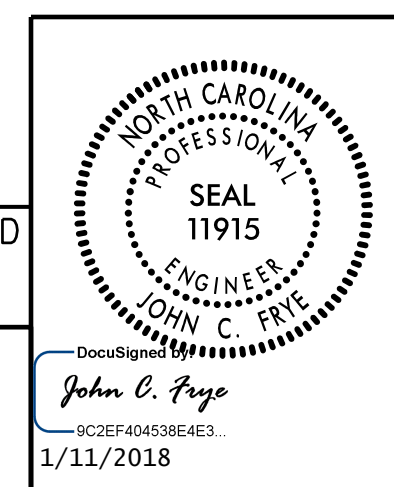 NORTH CAROLINA
PROFESSIONAL
SEAL
11915
ENGINEER
JOHN C. FRYE
D
DocuSigned by:
John C. Frye
9C2EF404538E4E3...
1/11/2018